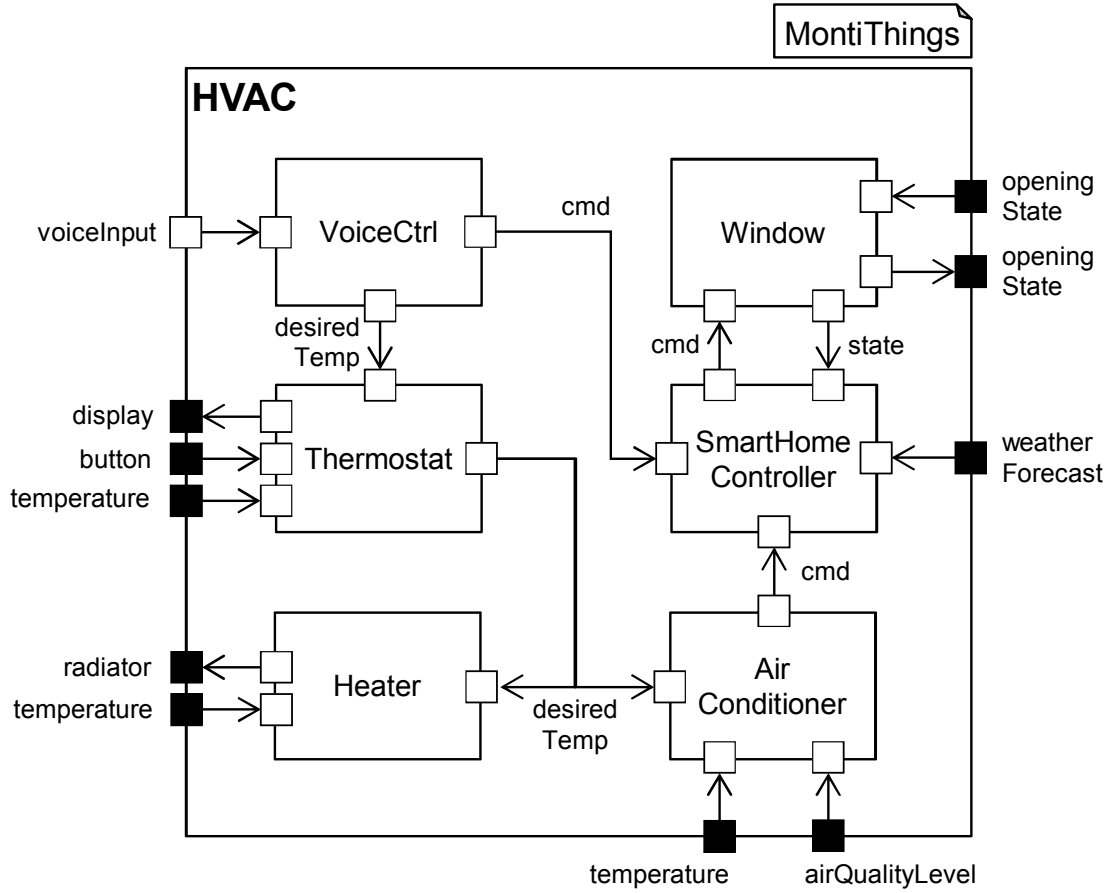 MontiThings
HVAC
voiceInput
VoiceCtrl
cmd
Window
opening
State
opening
State
desired
Temp
cmd
state
display
button
temperature
Thermostat
SmartHome
Controller
weather
Forecast
cmd
radiator
temperature
Heater
desired
Temp
Air
Conditioner
temperature
airQualityLevel